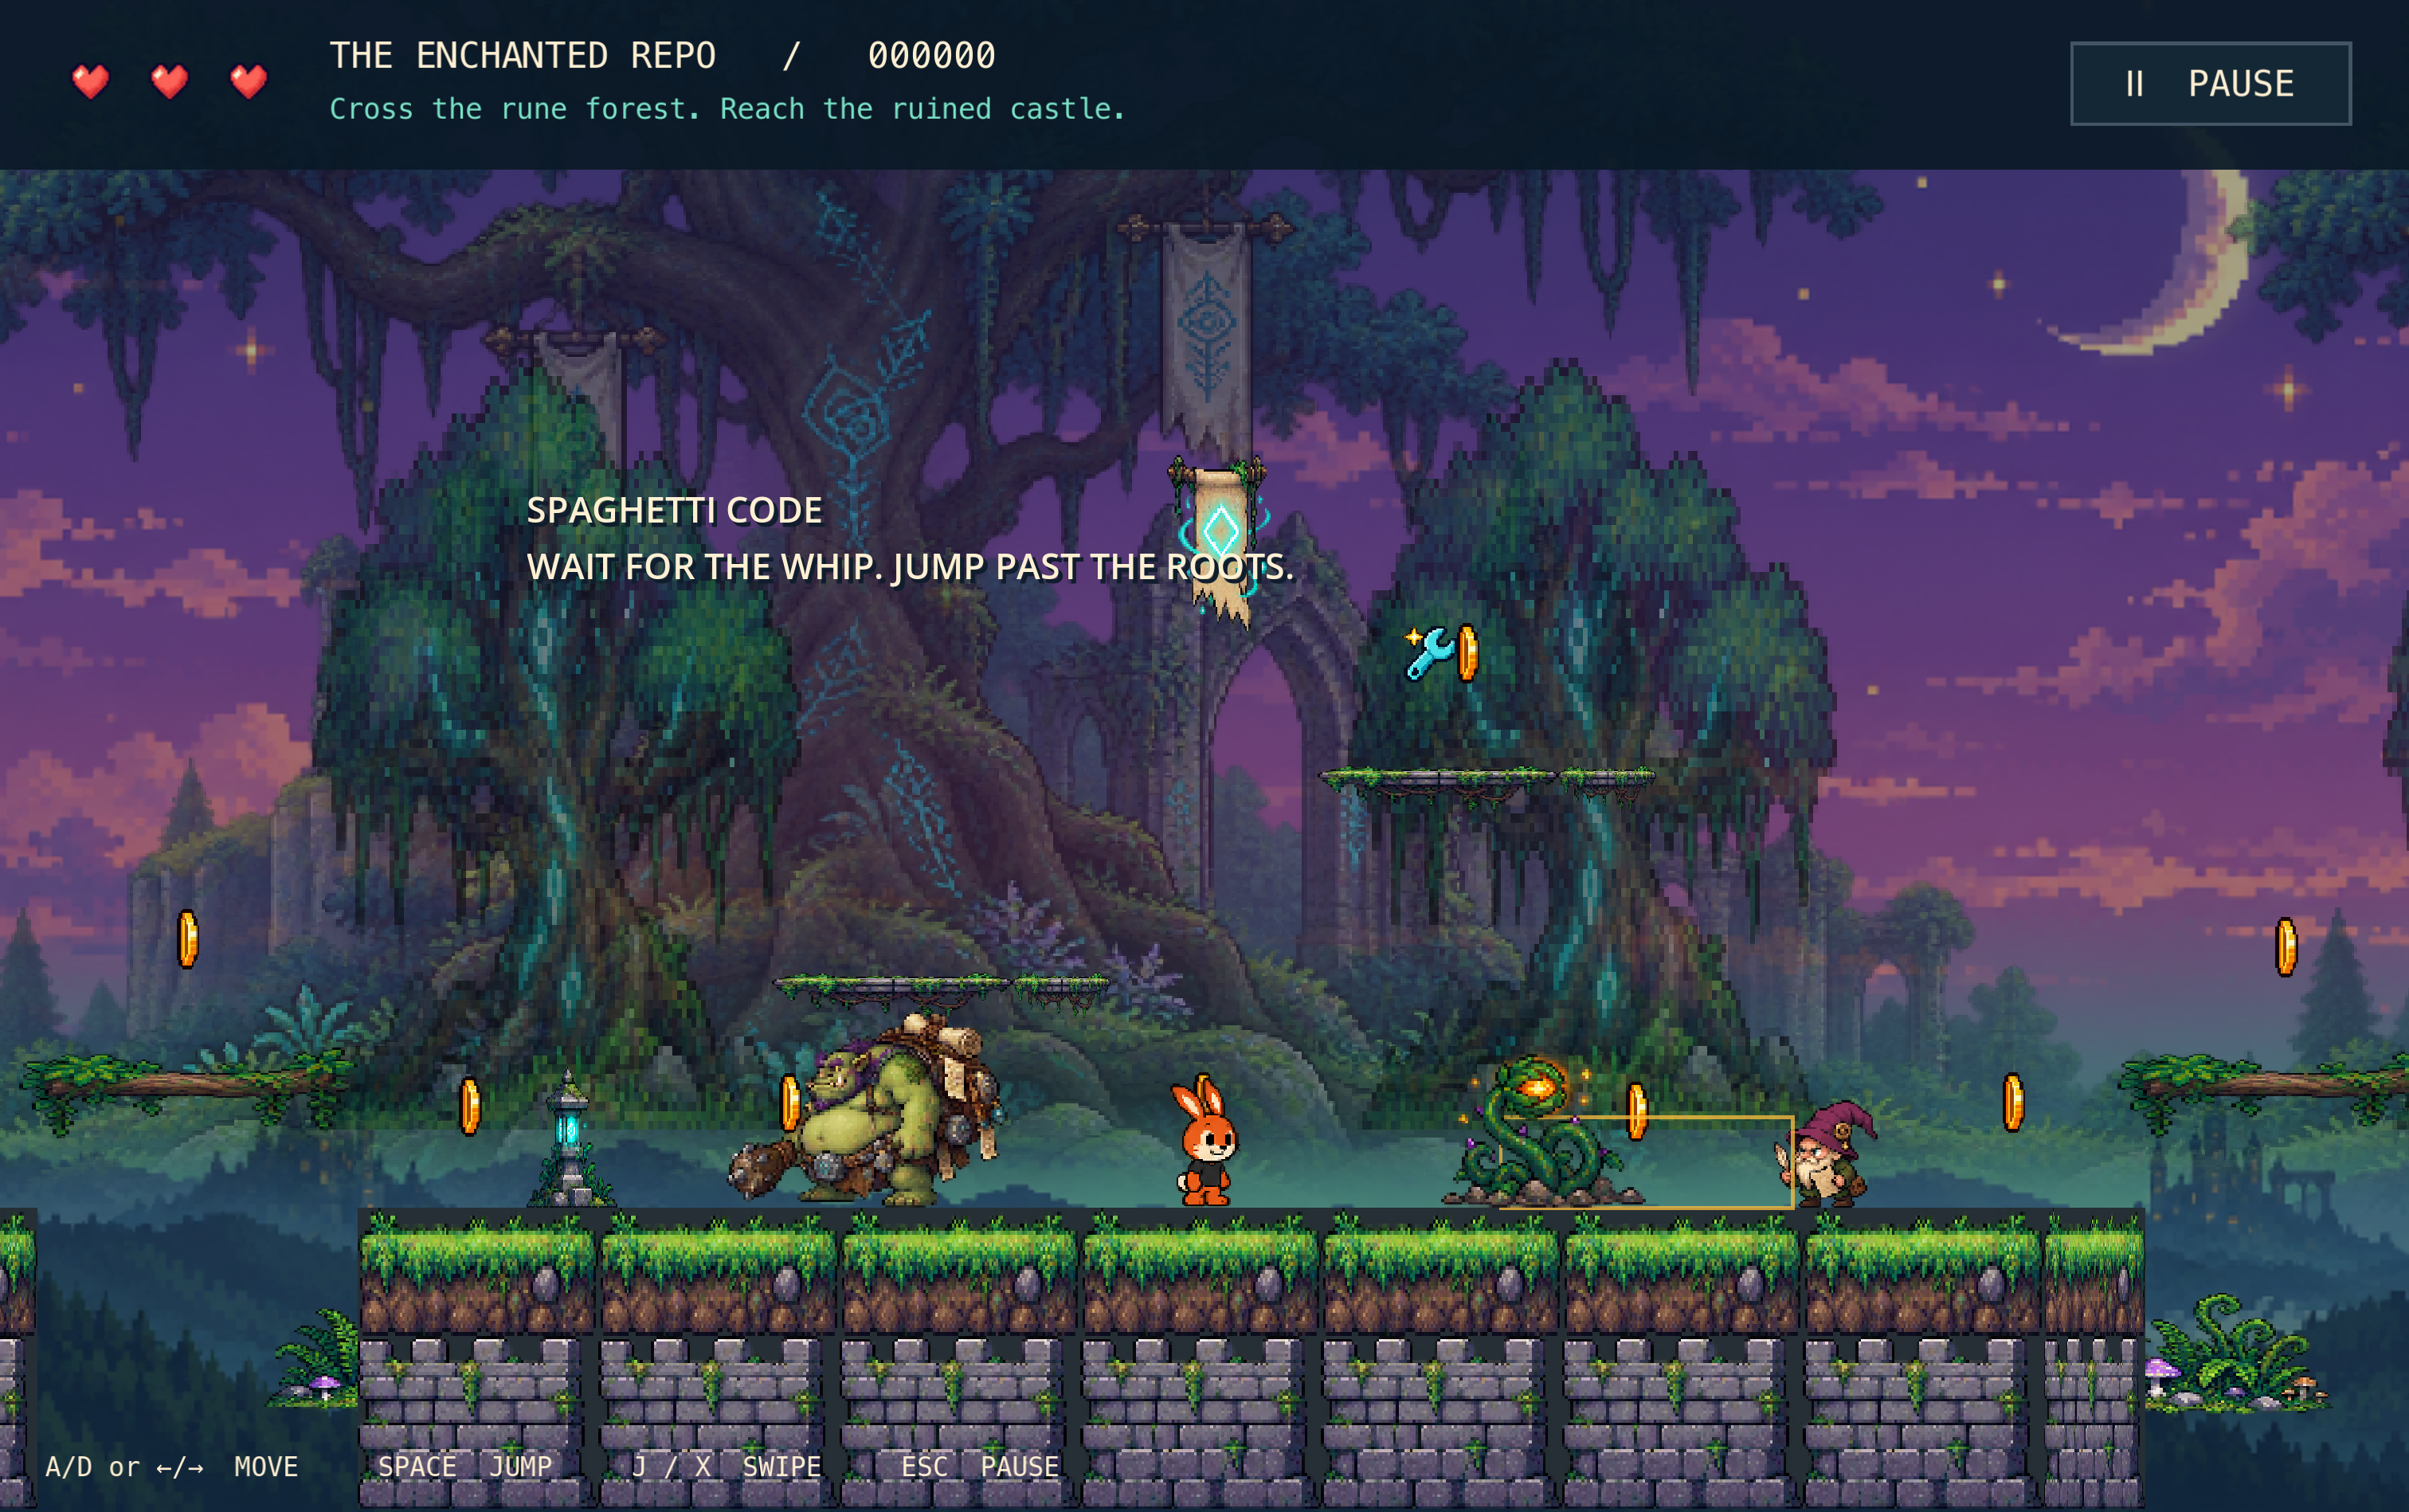 THE ENCHANTED REPO / 000000
Cross the rune forest. Reach the ruined castle.
II PAUSE
SPAGHETTI CODE
WAIT FOR THE WHIP. JUMP PAST THE ROOTS.
A/D or ←/→ MOVE SPACE JUMP J / X SWIPE ESC PAUSE